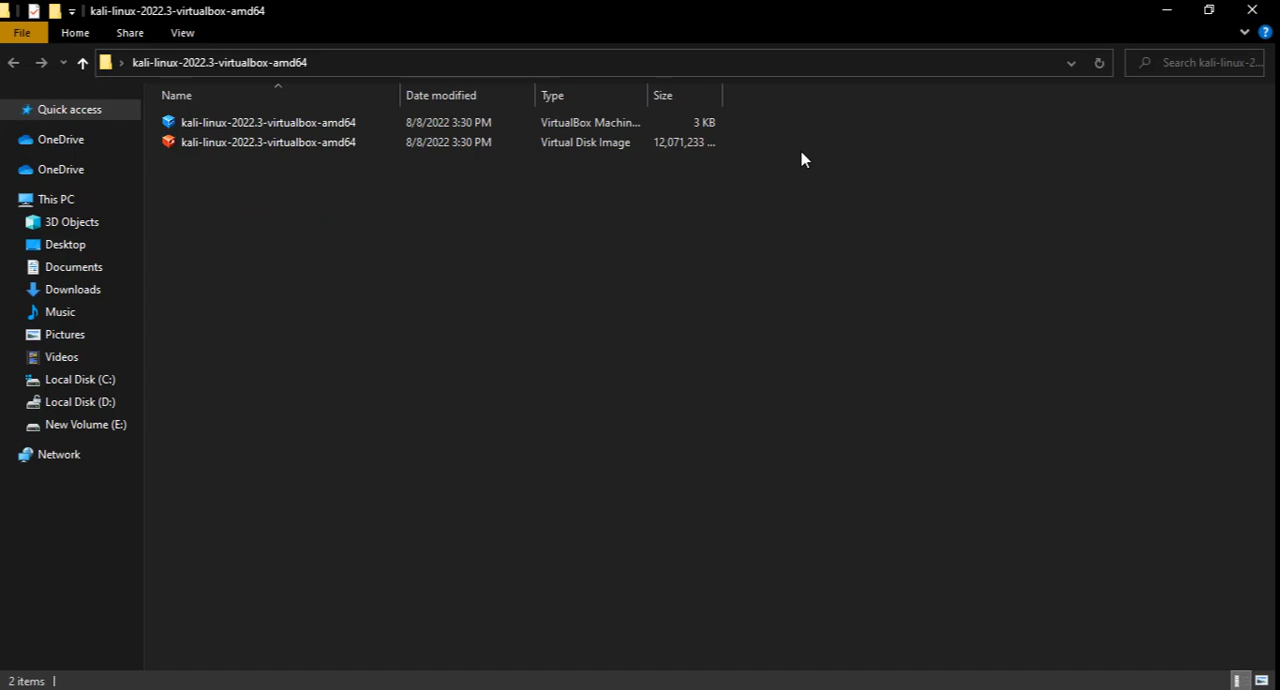 kali-linux-2022.3-virtualbox-amd64
File Home Share View
kali-linux-2022.3-virtualbox-amd64 Search kali-linux-2...
Name Date modified Type Size
kali-linux-2022.3-virtualbox-amd64 8/8/2022 3:30 PM VirtualBox Machin... 3 KB
kali-linux-2022.3-virtualbox-amd64 8/8/2022 3:30 PM Virtual Disk Image 12,071,233 ...
Quick access
OneDrive
OneDrive
This PC
3D Objects
Desktop
Documents
Downloads
Music
Pictures
Videos
Local Disk (C:)
Local Disk (D:)
New Volume (E:)
Network
2 items